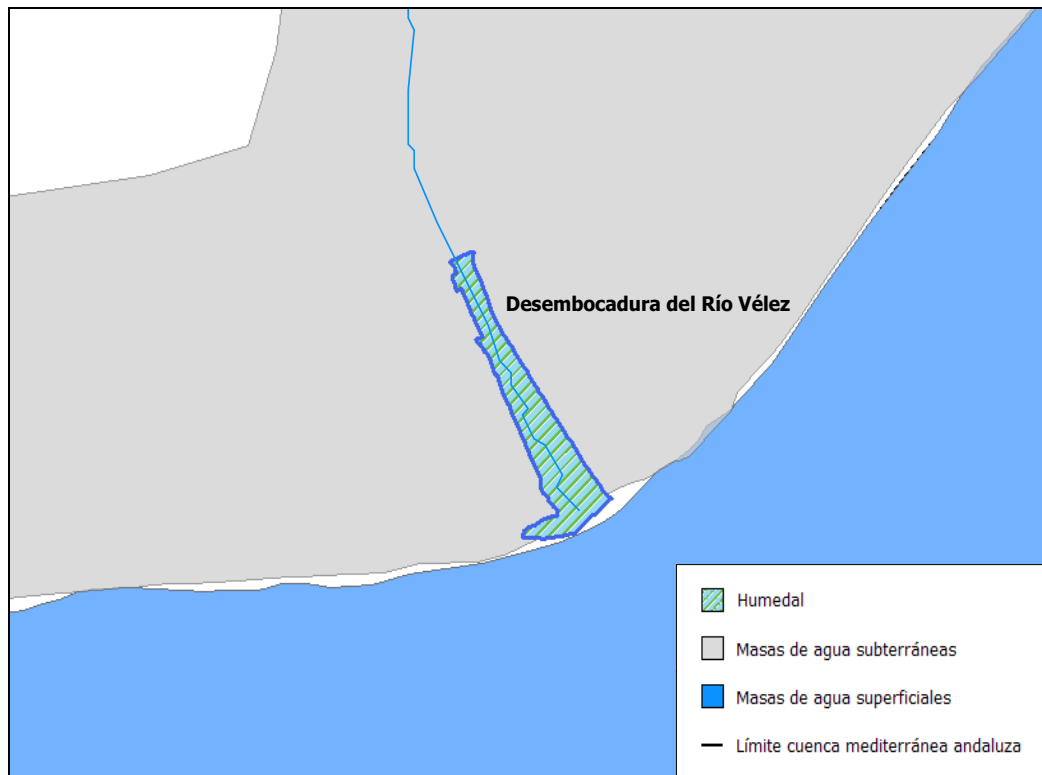 Desembocadura del Río Vélez
Humedal
Masas de agua subterráneas
Masas de agua superficiales
Límite cuenca mediterránea andaluza